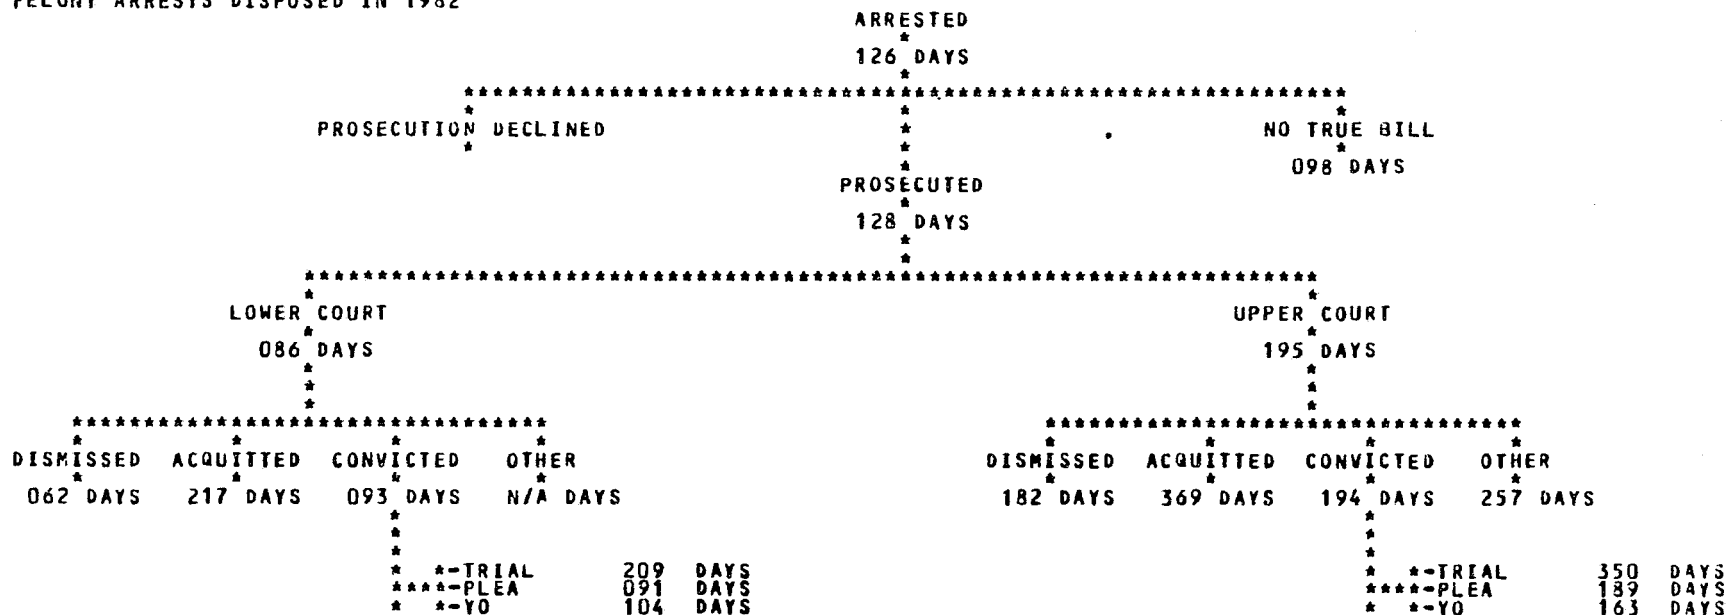 FELONY ARRESTS DISPOSED IN 1982
ARRESTED
126 DAYS
PROSECUTION DECLINED NO TRUE BILL
098 DAYS
PROSECUTED
128 DAYS
LOWER COURT UPPER COURT
086 DAYS 195 DAYS
DISMISSED ACQUITTED CONVICTED OTHER DISMISSED ACQUITTED CONVICTED OTHER
062 DAYS 217 DAYS 093 DAYS N/A DAYS 182 DAYS 369 DAYS 194 DAYS 257 DAYS
*-TRIAL 209 DAYS *-TRIAL 350 DAYS
****-PLEA 091 DAYS ****-PLEA 189 DAYS
* *-YO 104 DAYS * *-YO 163 DAYS